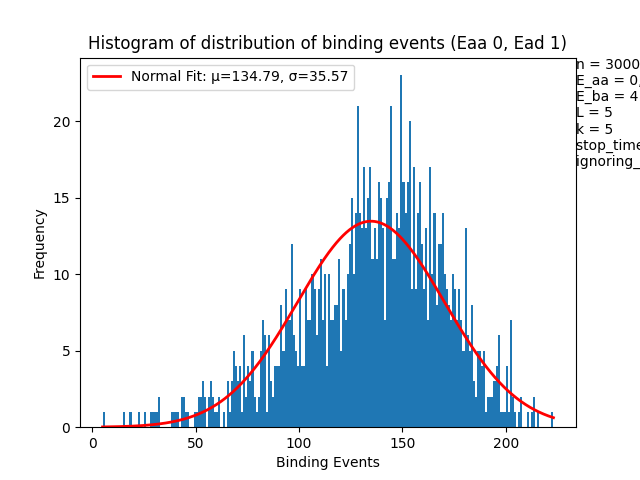 Histogram of distribution of binding events (Eaa 0, Ead 1)
Normal Fit: μ=134.79, σ=35.57
n = 3000
E_aa = 0,
E_ba = 4
L = 5
k = 5
stop_time
ignoring_
Frequency
20
15
10
5
0
0 50 100 150 200
Binding Events